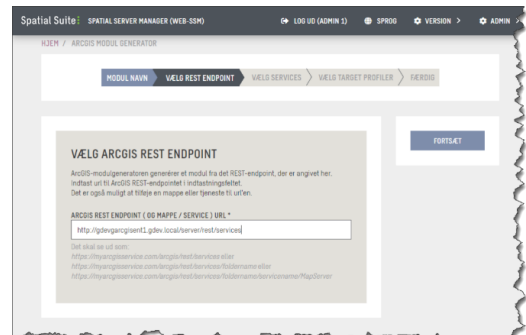 Spatial Suite SPATIAL SERVER MANAGER (WEB-SSM) LOG UD (ADMIN 1) SPROG VERSION > ADMIN >
HJEM / ARCGIS MODUL GENERATOR
MODUL NAVN VÆLG REST ENDPOINT VÆLG SERVICES VÆLG TARGET PROFILER FÆRDIG
FORTSÆT
VÆLG ARCGIS REST ENDPOINT
ArcGIS-modulgeneratoren genererer et modul fra det REST-endpoint, der er angivet her.
Indtast url til ArcGIS REST-endpointet i indtastningsfeltet.
Det er også muligt at tilføje en mappe eller tjeneste til url'en.
ARCGIS REST ENDPOINT ( OG MAPPE / SERVICE ) URL *
http://gdevgarcgisent1.gdev.local/server/rest/services
Det skal se ud som:
https://myarcgisservice.com/arcgis/rest/services eller
https://myarcgisservice.com/arcgis/rest/services/foldername eller
https://myarcgisservice.com/arcgis/rest/services/foldername/servicename/MapServer